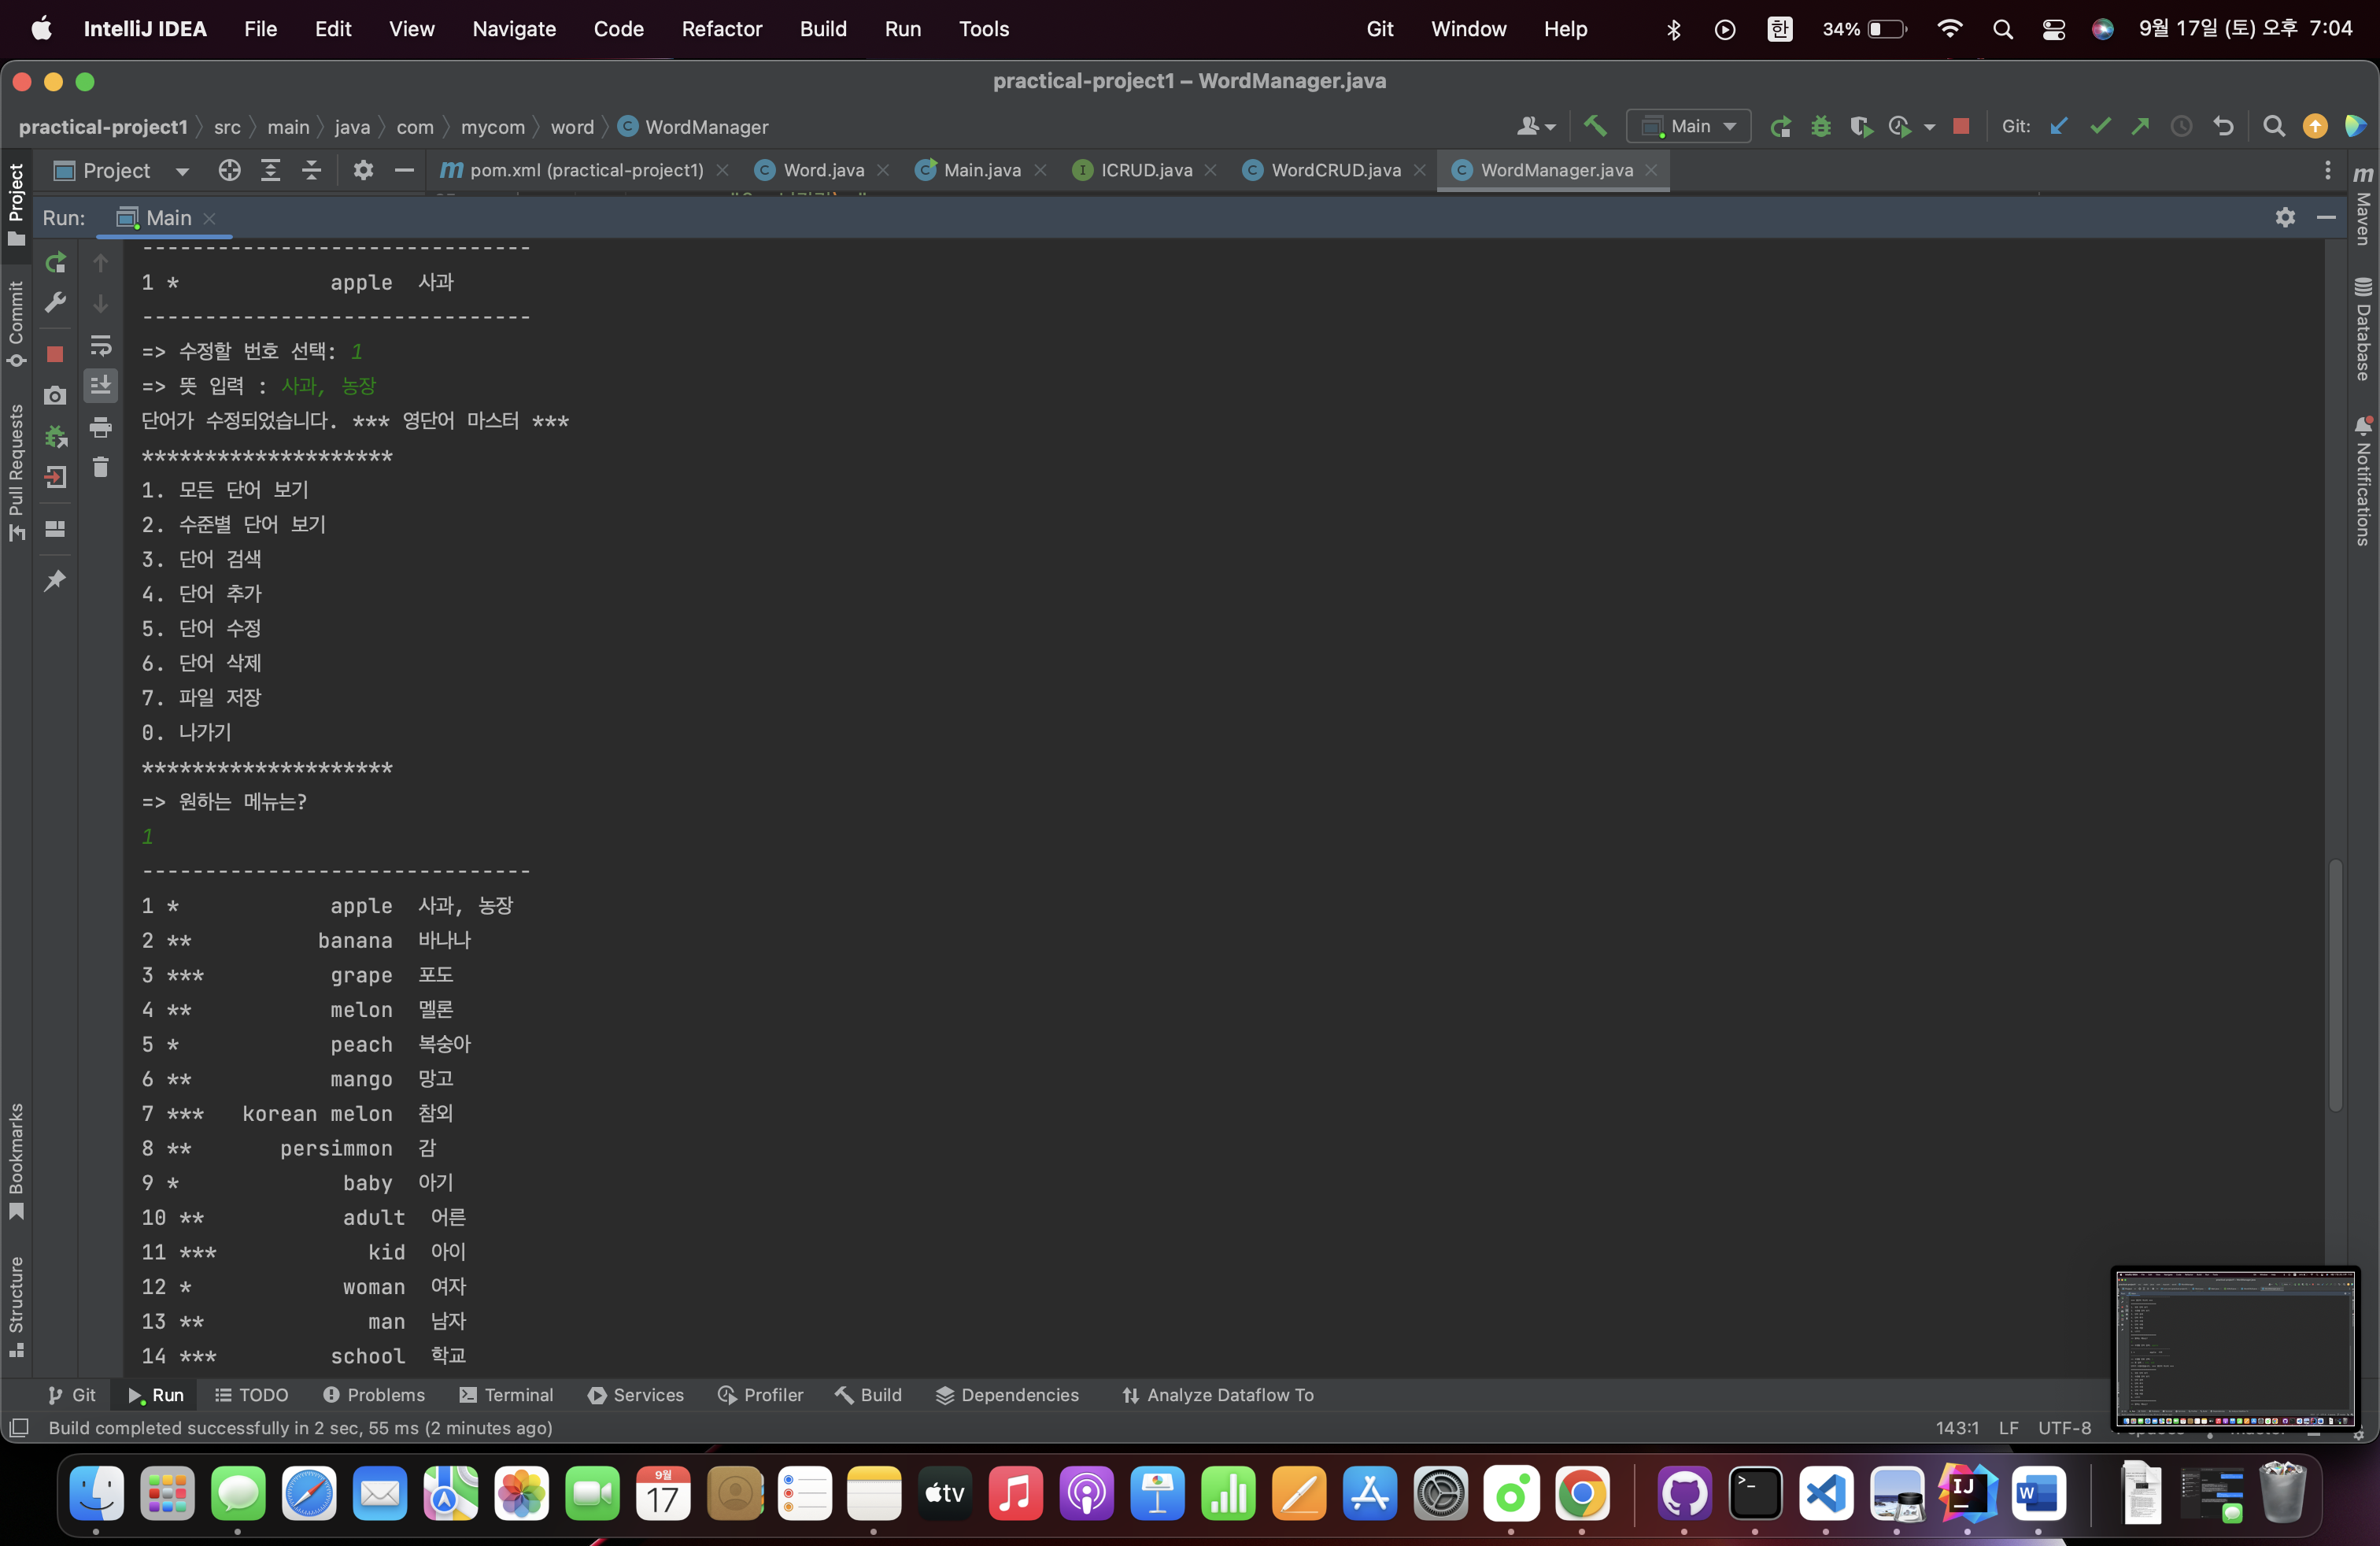 IntelliJ IDEA File Edit View Navigate Code Refactor Build Run Tools Git Window Help 한 34% 9월 17일 (토) 오후 7:04
practical-project1 – WordManager.java
practical-project1 src main java com mycom word WordManager Main Git:
Project pom.xml (practical-project1) Word.java Main.java ICRUD.java WordCRUD.java WordManager.java
Run: Main
-------------------------------
1 * apple 사과
-------------------------------
=> 수정할 번호 선택: 1
=> 뜻 입력 : 사과, 농장
단어가 수정되었습니다. *** 영단어 마스터 ***
********************
1. 모든 단어 보기
2. 수준별 단어 보기
3. 단어 검색
4. 단어 추가
5. 단어 수정
6. 단어 삭제
7. 파일 저장
0. 나가기
********************
=> 원하는 메뉴는?
1
-------------------------------
1 * apple 사과, 농장
2 ** banana 바나나
3 *** grape 포도
4 ** melon 멜론
5 * peach 복숭아
6 ** mango 망고
7 *** korean melon 참외
8 ** persimmon 감
9 * baby 아기
10 ** adult 어른
11 *** kid 아이
12 * woman 여자
13 ** man 남자
14 *** school 학교
Project
Commit
Pull Requests
Bookmarks
Structure
Maven
Database
Notifications
Git Run TODO Problems Terminal Services Profiler Build Dependencies Analyze Dataflow To
Build completed successfully in 2 sec, 55 ms (2 minutes ago) 143:1 LF UTF-8
9월
17
tv
IJ
W